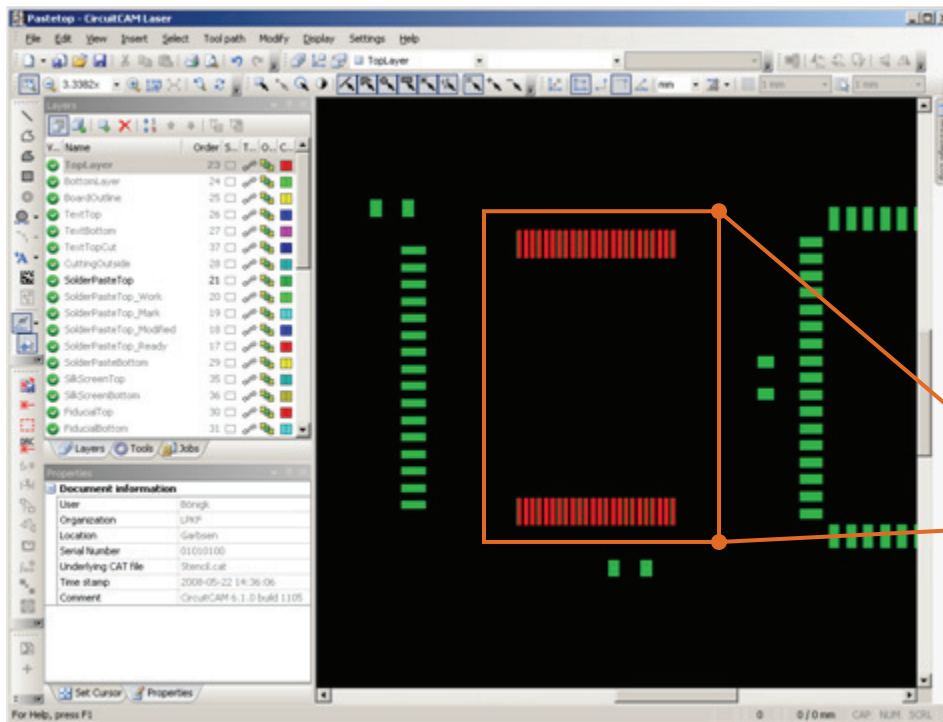 Pastetop - CircuitCAM Laser
File Edit View Insert Select Tool path Modify Display Settings Help
TopLayer
3.3382x mm 1 mm 1 mm
Layers
V... Name Order S... T... O... C...
TopLayer 23
BottomLayer 24
BoardOutline 25
TextTop 26
TextBottom 27
TextTopCut 37
CuttingOutside 28
SolderPasteTop 21
SolderPasteTop_Work 20
SolderPasteTop_Mark 19
SolderPasteTop_Modified 18
SolderPasteTop_Ready 17
SolderPasteBottom 29
SilkScreenTop 35
SilkScreenBottom 36
FiducialTop 30
FiducialBottom 31
Layers Tools Jobs
DRC
Properties
Document information
User Bönigk
Organization LPKF
Location Garbsen
Serial Number 01010100
Underlying CAT file Stencil.cat
Time stamp 2008-05-22 14:36:06
Comment CircuitCAM 6.1.0 build 1105
Set Cursor Properties
For Help, press F1 0 0 / 0 mm CAP NUM SCRL